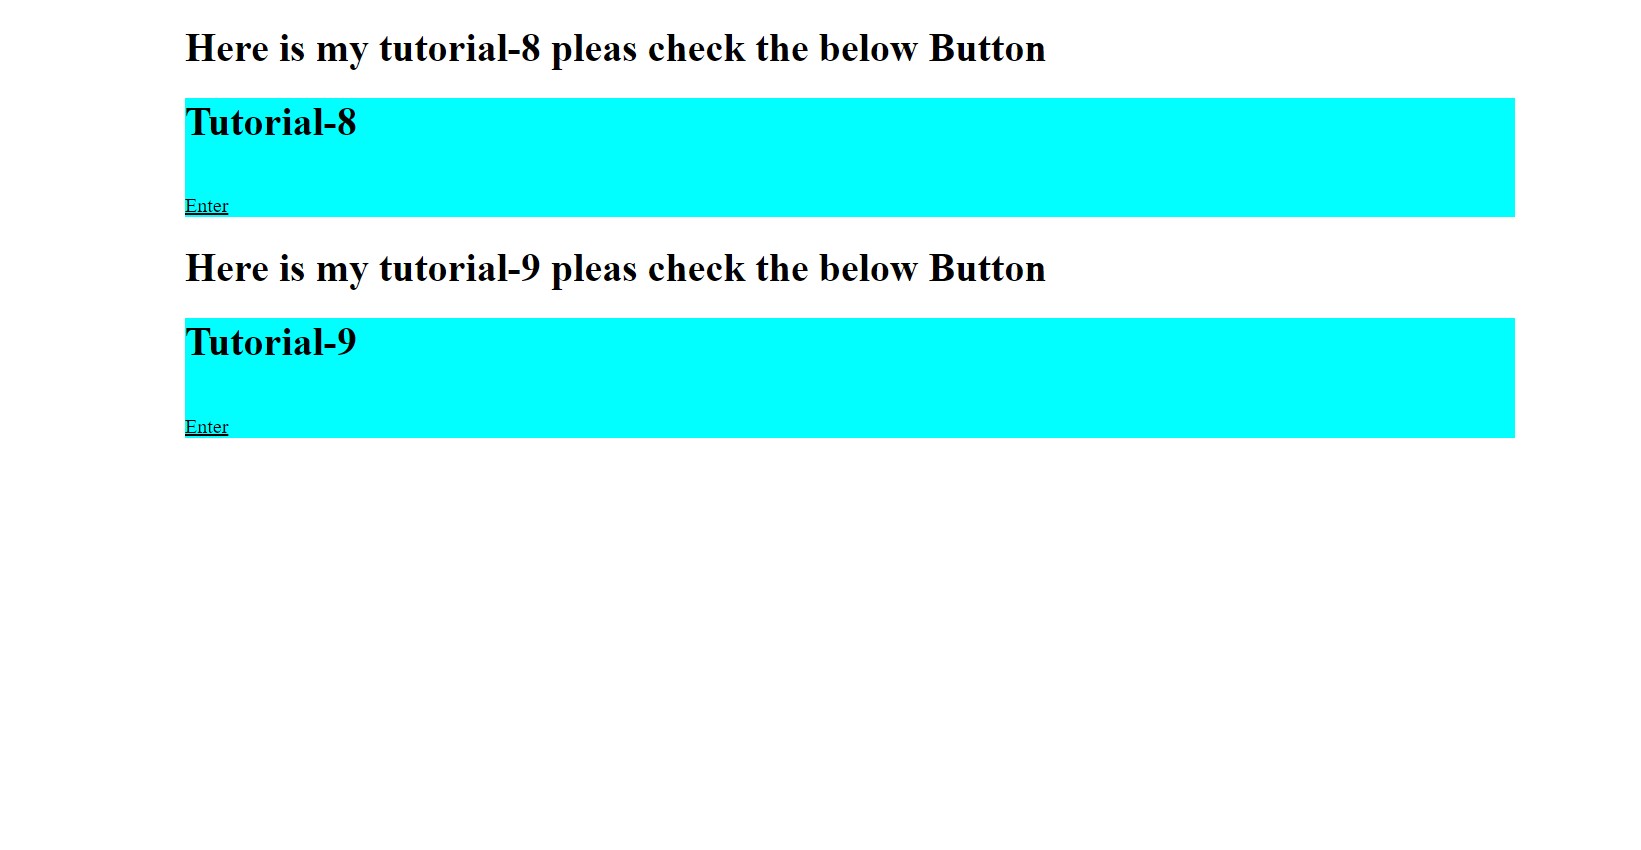 Here is my tutorial-8 pleas check the below Button
Tutorial-8
Enter
Here is my tutorial-9 pleas check the below Button
Tutorial-9
Enter